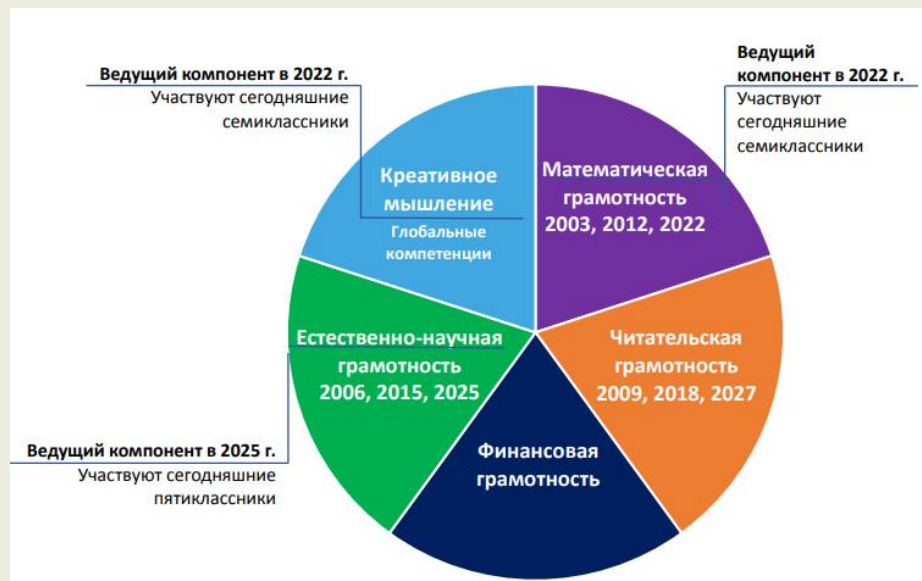 Ведущий компонент в 2022 г.
Участвуют сегодняшние
семиклассники
Ведущий
компонент в 2022 г.
Участвуют
сегодняшние
семиклассники
Креативное
мышление
Глобальные
компетенции
Математическая
грамотность
2003, 2012, 2022
Естественно-научная
грамотность
2006, 2015, 2025
Читательская
грамотность
2009, 2018, 2027
Финансовая
грамотность
Ведущий компонент в 2025 г.
Участвуют сегодняшние
пятиклассники